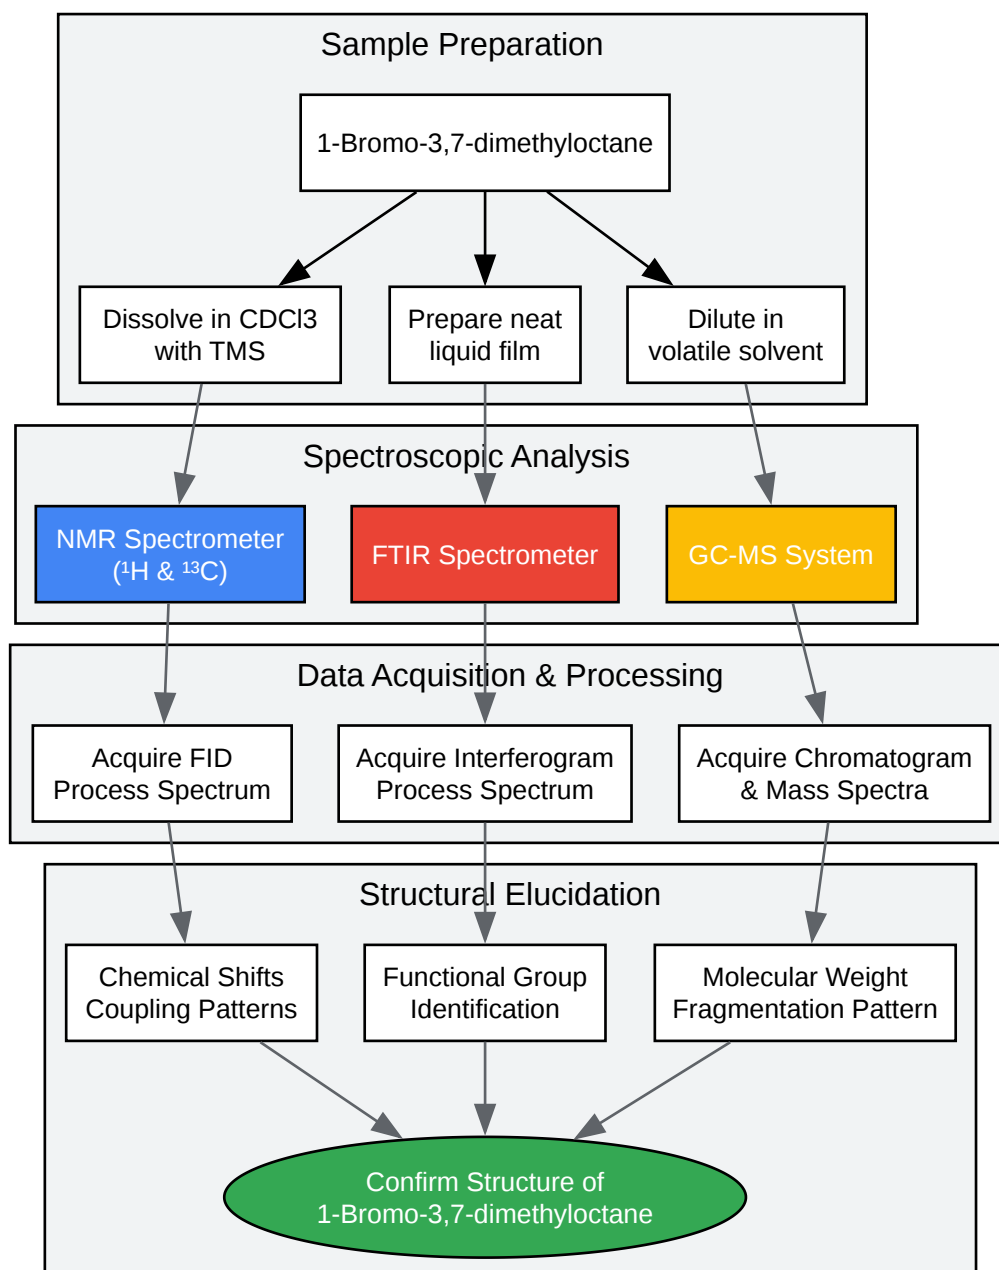 Sample Preparation
1-Bromo-3,7-dimethyloctane
Dissolve in CDCl3
with TMS
Prepare neat
liquid film
Dilute in
volatile solvent
Spectroscopic Analysis
NMR Spectrometer
(¹H & ¹³C)
FTIR Spectrometer
GC-MS System
Data Acquisition & Processing
Acquire FID
Process Spectrum
Acquire Interferogram
Process Spectrum
Acquire Chromatogram
& Mass Spectra
Structural Elucidation
Chemical Shifts
Coupling Patterns
Functional Group
Identification
Molecular Weight
Fragmentation Pattern
Confirm Structure of
1-Bromo-3,7-dimethyloctane